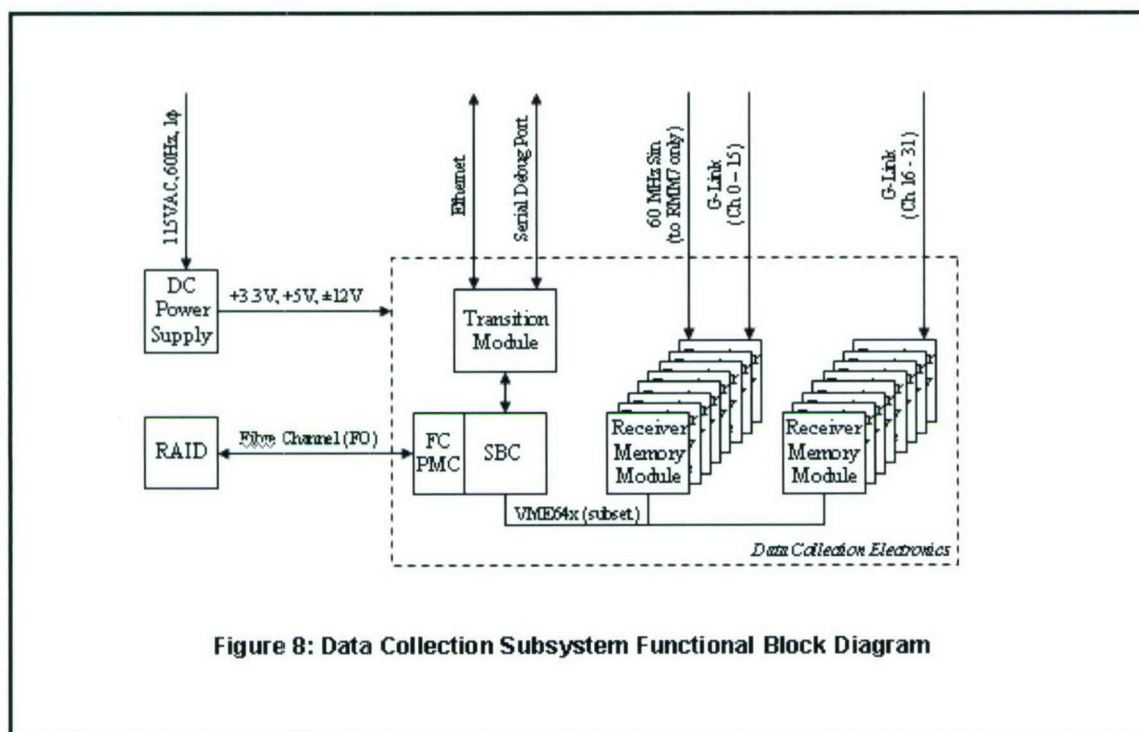 115VAC, 60Hz, 1ϕ
Ethernet
Serial Debug Port
60 MHz Sin
(to RMM7 only)
G-Link
(Ch 0 - 15)
G-Link
(Ch 16 - 31)
DC
Power
Supply
+3.3V, +5V, ±12V
Transition
Module
RAID
Fibre Channel (FO)
FC
PMC
SBC
Receiver
Memory
Module
Receiver
Memory
Module
VME64x (subset)
Data Collection Electronics
Figure 8: Data Collection Subsystem Functional Block Diagram